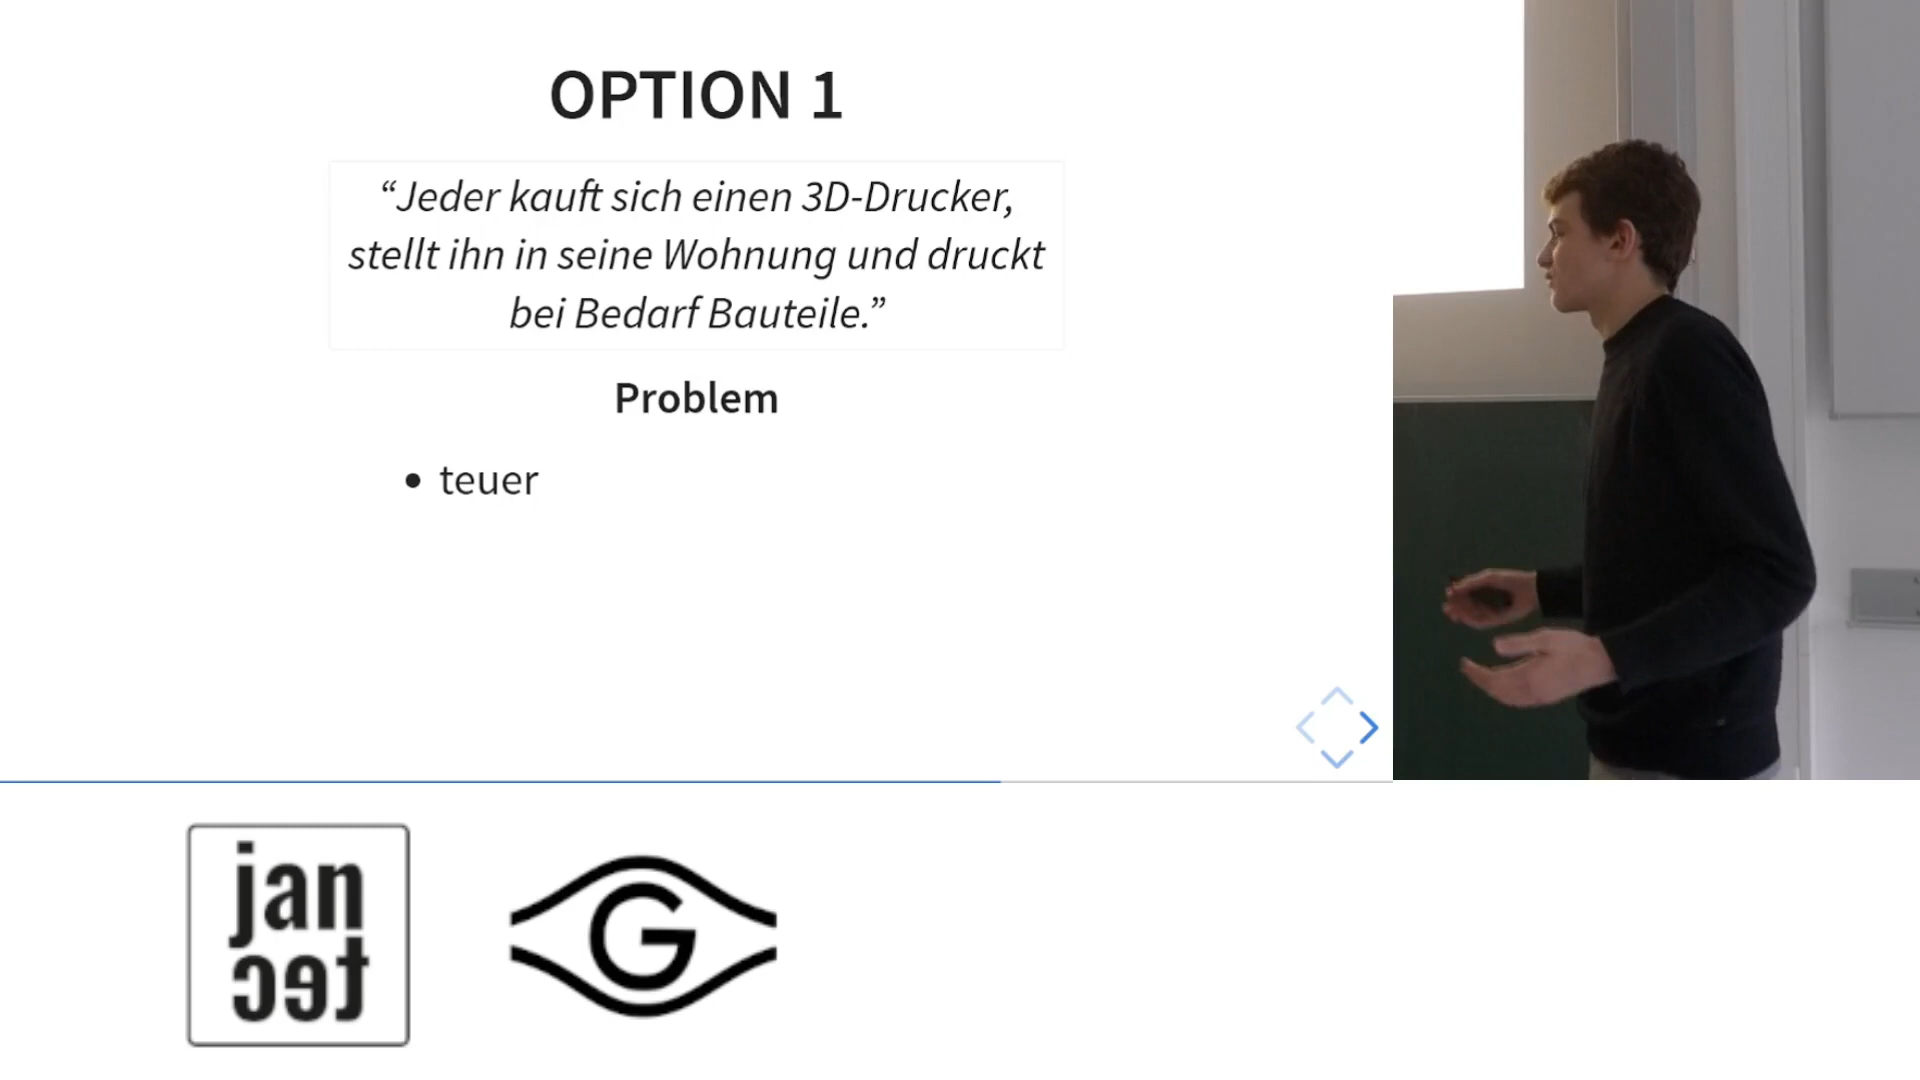 OPTION 1
“Jeder kauft sich einen 3D-Drucker,
stellt ihn in seine Wohnung und druckt
bei Bedarf Bauteile.”
Problem
• teuer
jan
tec
G